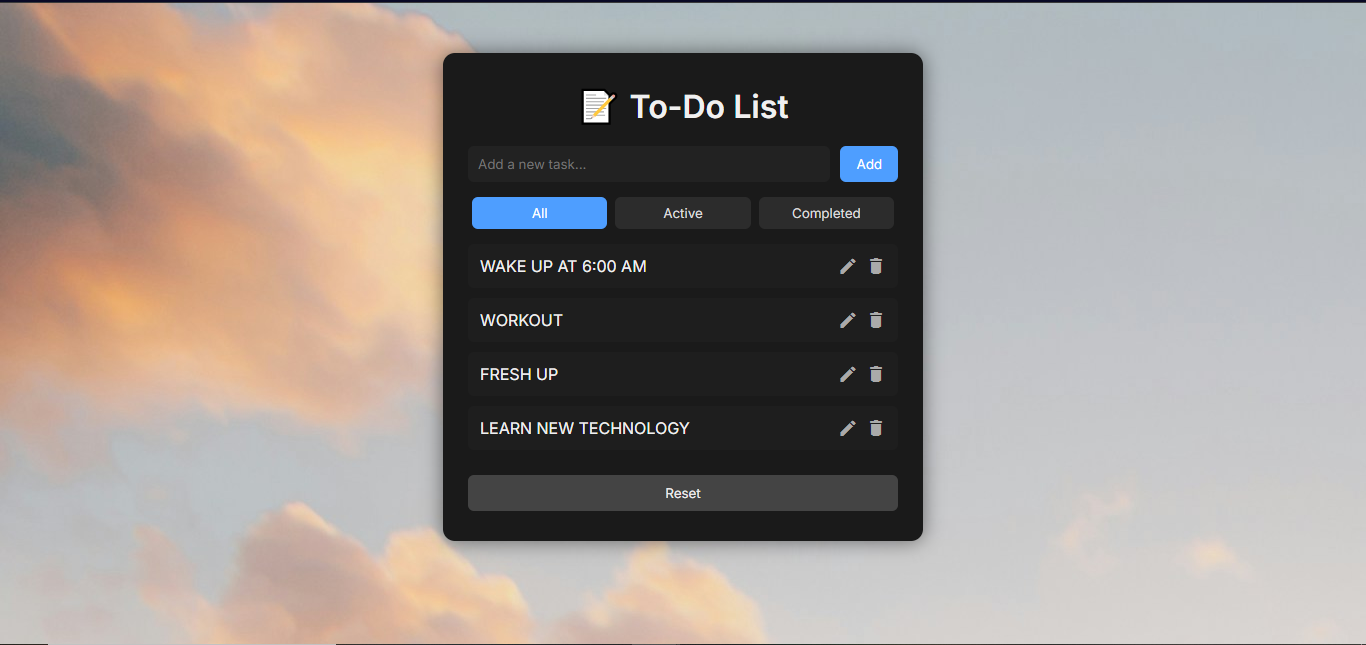 📝 To-Do List
Add a new task...
Add
All
Active
Completed
WAKE UP AT 6:00 AM
WORKOUT
FRESH UP
LEARN NEW TECHNOLOGY
Reset